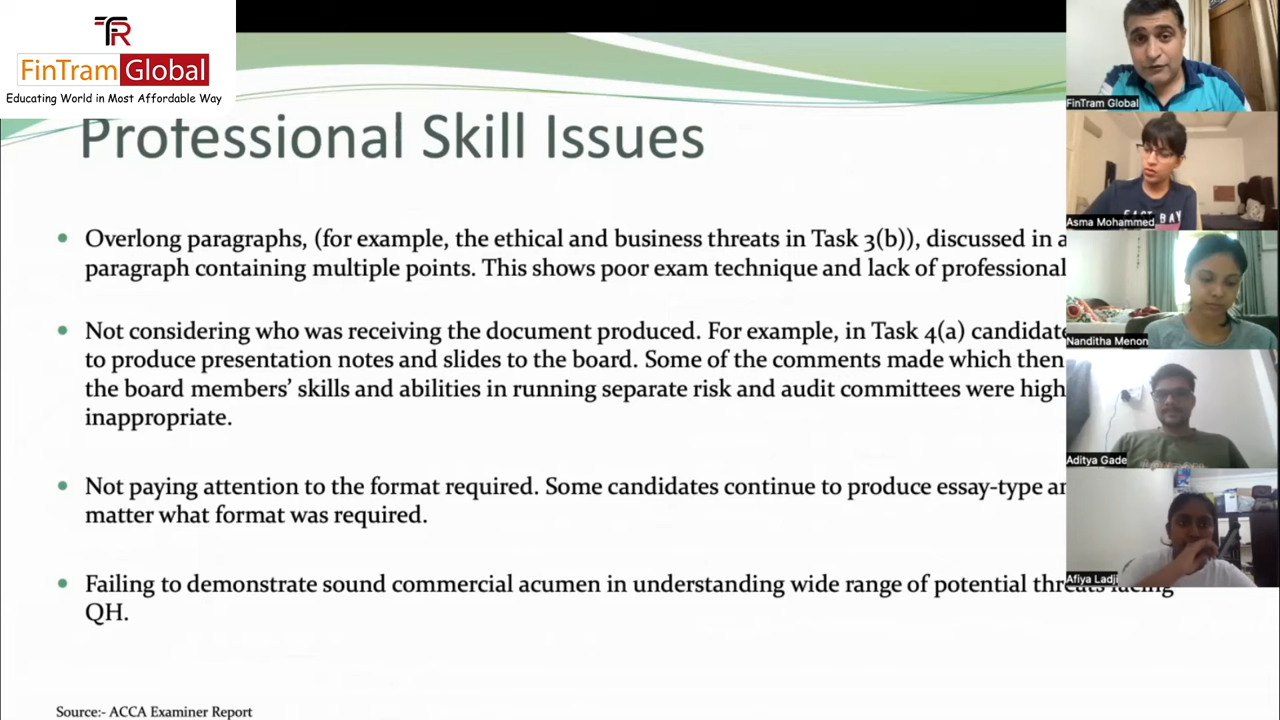 TR
FinTram Global
Educating World in Most Affordable Way
Professional Skill Issues
Overlong paragraphs, (for example, the ethical and business threats in Task 3(b)), discussed in a
paragraph containing multiple points. This shows poor exam technique and lack of professional
Not considering who was receiving the document produced. For example, in Task 4(a)
to produce presentation notes and slides to the board. Some of the comments made which then
the board members’ skills and abilities in running separate risk and audit committees were
inappropriate.
Not paying attention to the format required. Some candidates continue to produce essay-type
matter what format was required.
Failing to demonstrate sound commercial acumen in understanding wide range of potential threats facing
QH.
Source:- ACCA Examiner Report
FinTram Global
Asma Mohammed
EAST BAY
Nanditha Menon
Aditya Gade
Afiya Ladji